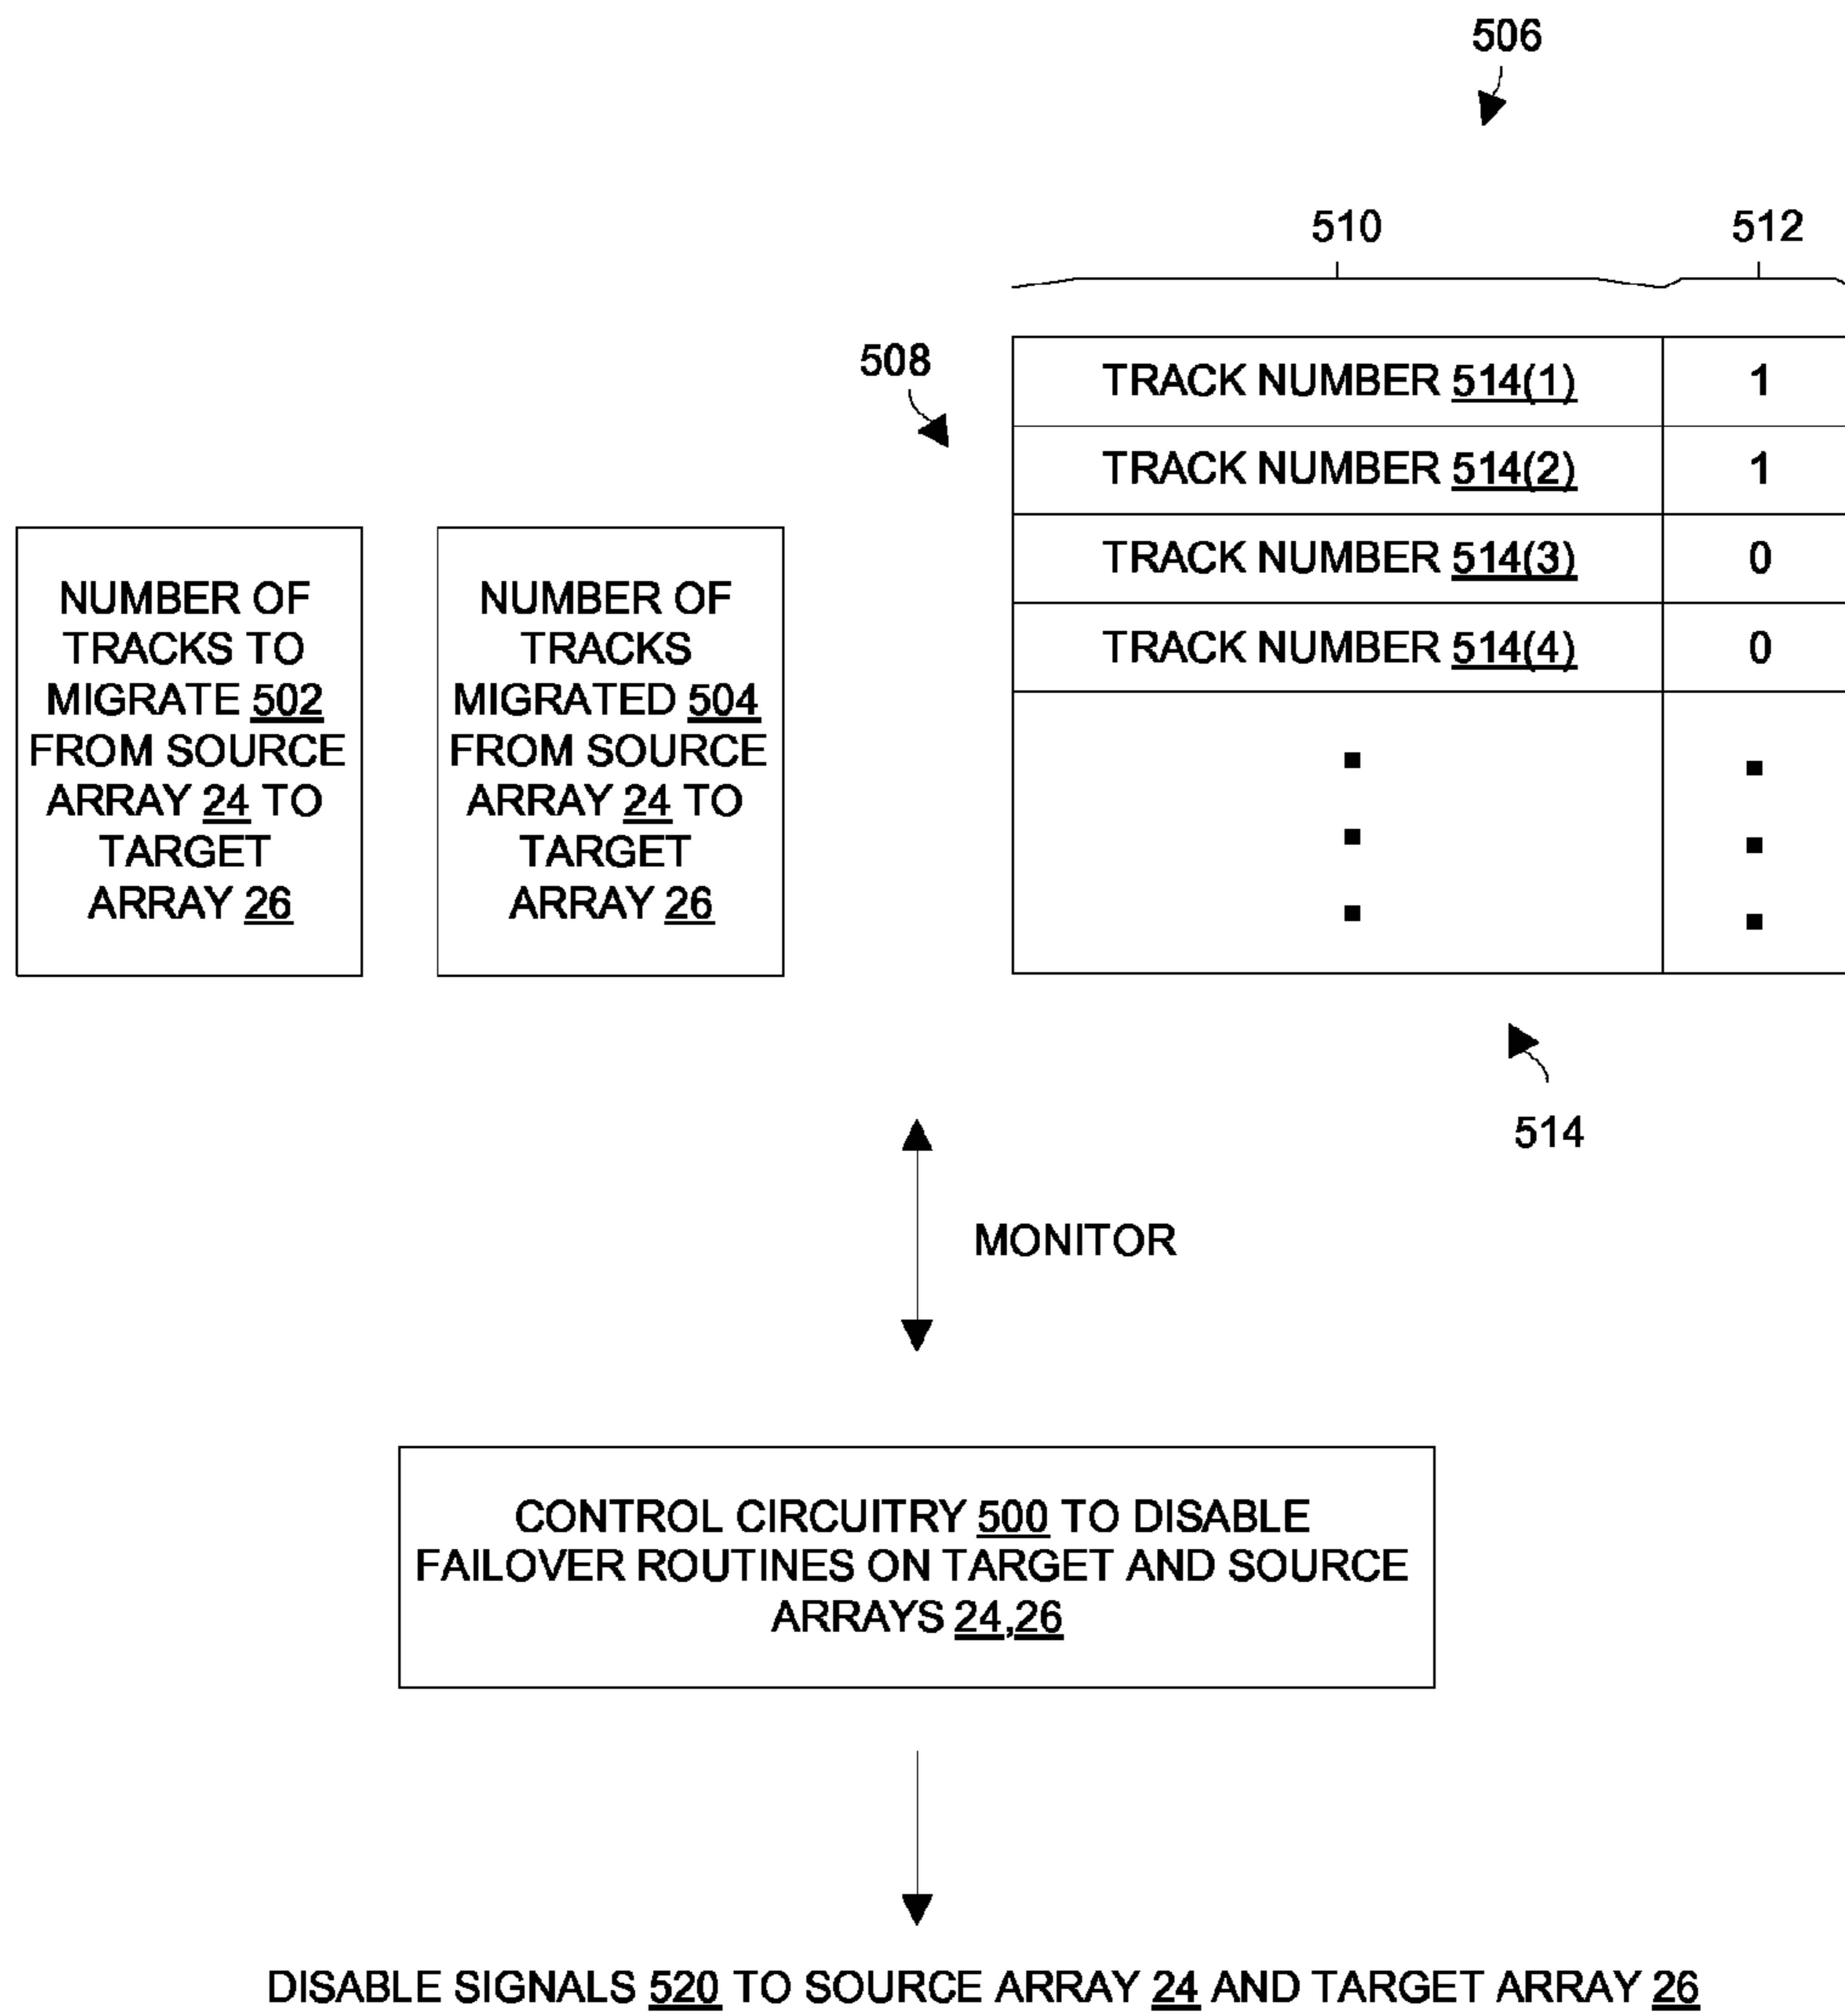 506
510
512
508
TRACK NUMBER 514(1) 1
TRACK NUMBER 514(2) 1
TRACK NUMBER 514(3) 0
TRACK NUMBER 514(4) 0
NUMBER OF
TRACKS TO
MIGRATE 502
FROM SOURCE
ARRAY 24 TO
TARGET
ARRAY 26
NUMBER OF
TRACKS
MIGRATED 504
FROM SOURCE
ARRAY 24 TO
TARGET
ARRAY 26
514
MONITOR
CONTROL CIRCUITRY 500 TO DISABLE
FAILOVER ROUTINES ON TARGET AND SOURCE
ARRAYS 24,26
DISABLE SIGNALS 520 TO SOURCE ARRAY 24 AND TARGET ARRAY 26